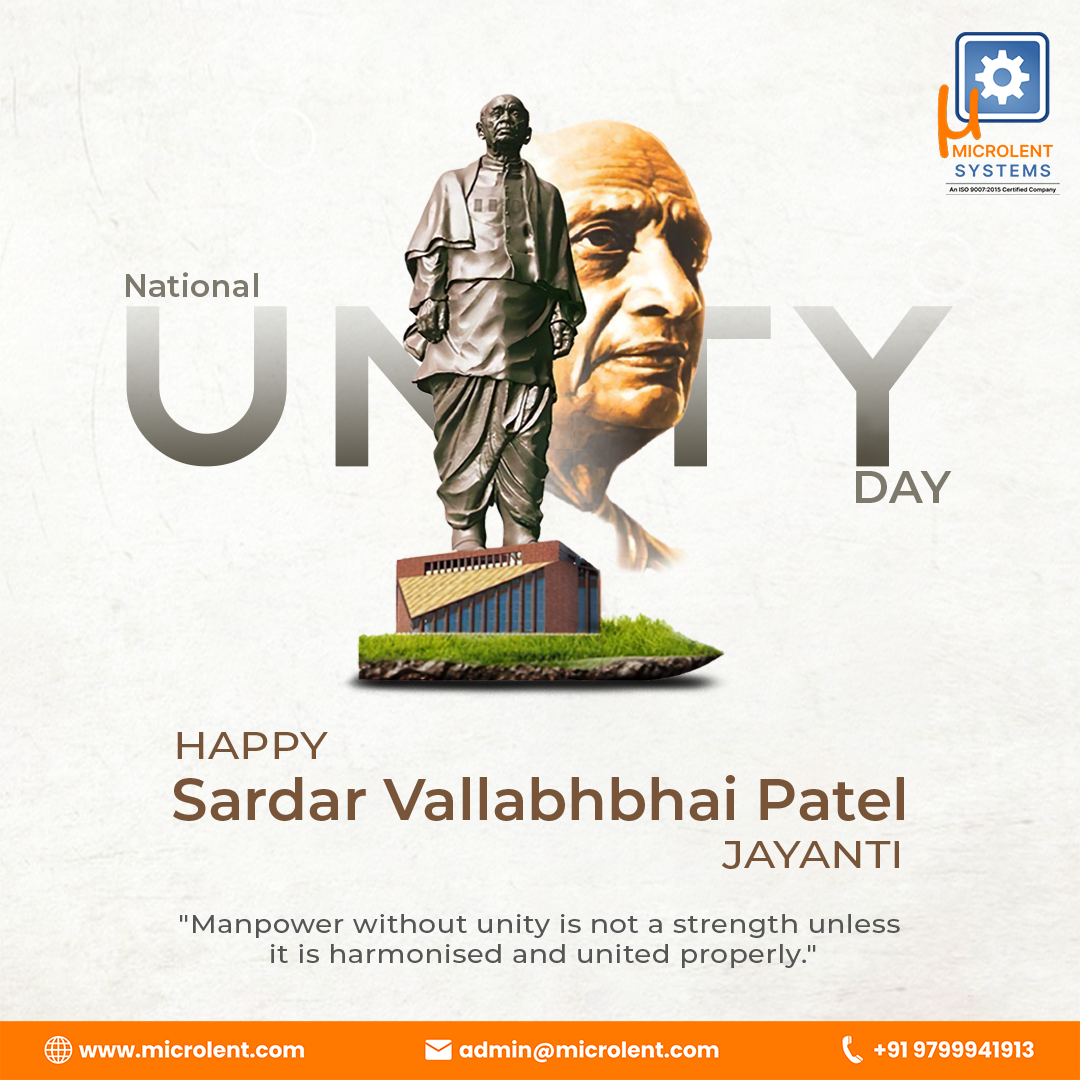 µ
MICROLENT
SYSTEMS
An ISO 9007:2015 Certified Company
National
UNITY
DAY
HAPPY
Sardar Vallabhbhai Patel
JAYANTI
"Manpower without unity is not a strength unless
it is harmonised and united properly."
www.microlent.com admin@microlent.com +91 9799941913